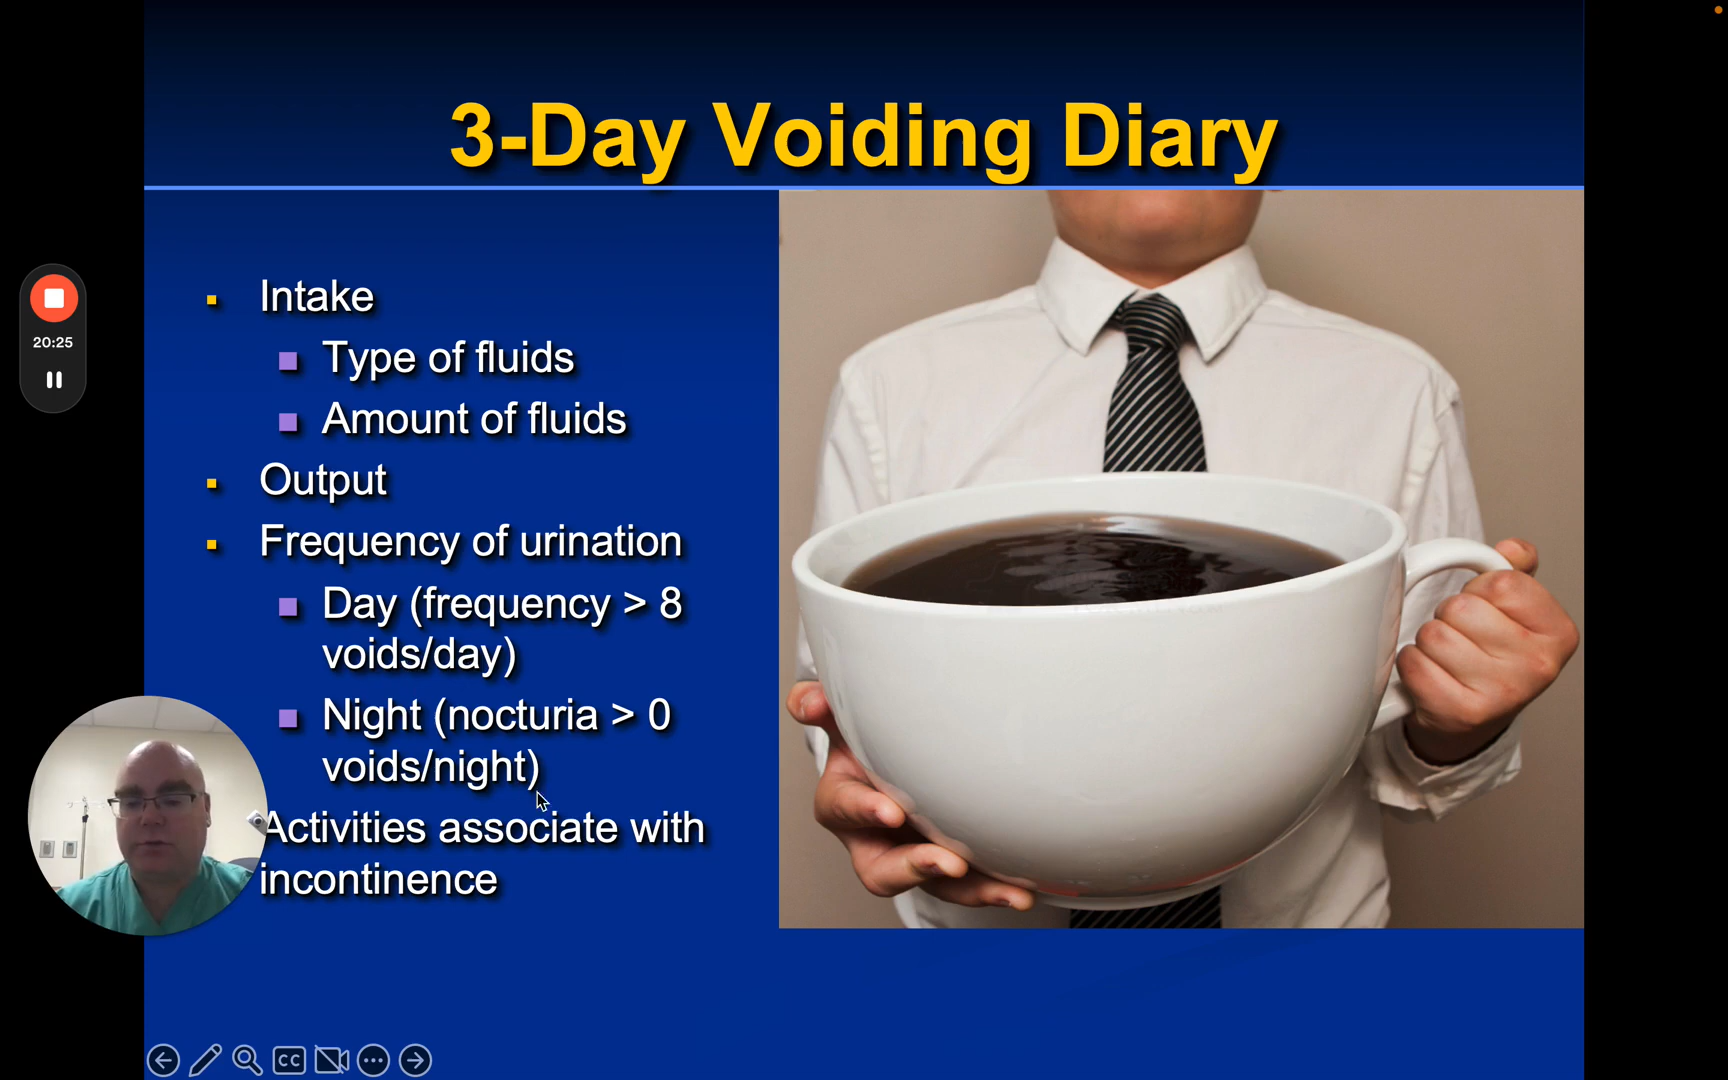 3-Day Voiding Diary
Intake
Type of fluids
Amount of fluids
Output
Frequency of urination
Day (frequency > 8
voids/day)
Night (nocturia > 0
voids/night)
Activities associate with
incontinence
20:25
CC